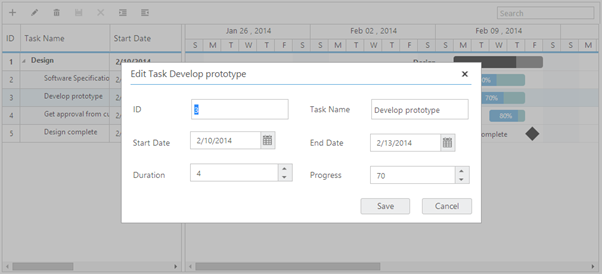 Search
ID Task Name Start Date
Jan 26 , 2014 Feb 02 , 2014 Feb 09 , 2014
S M T W T F S S M T W T F S S M T W T F S S M
1 Design 2/10/2014
Design
2 Software Specification
3 Develop prototype
70%
4 Get approval from cu
80%
5 Design complete
Edit Task Develop prototype
ID 3 Task Name Develop prototype
Start Date 2/10/2014 End Date 2/13/2014
Duration 4 Progress 70
Save Cancel